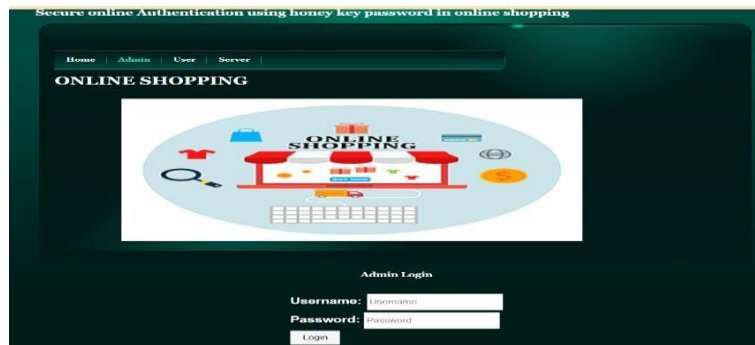 Secure online Authentication using honey key password in online shopping
Home Admin User Server
ONLINE SHOPPING
ONLINE
SHOPPING
Admin Login
Username: Username
Password: Password
Login